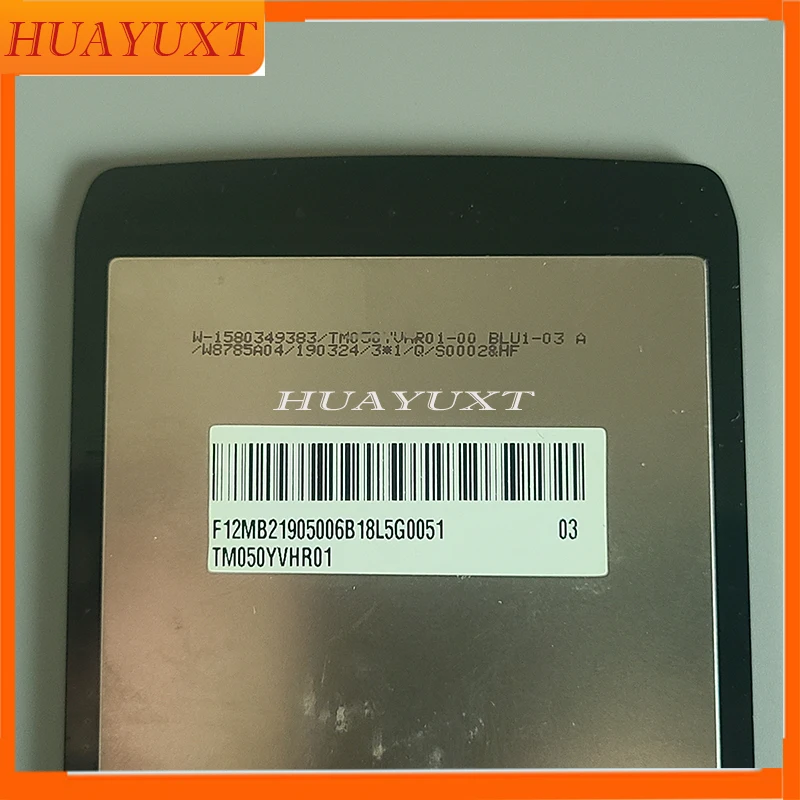 HUAYUXT
W-1580349383/TM050YVHR01-00 BLU1-03 A
/W8785A04/190324/3*1/Q/S0002&HF
HUAYUXT
F12MB21905006B18L5G0051 03
TM050YVHR01